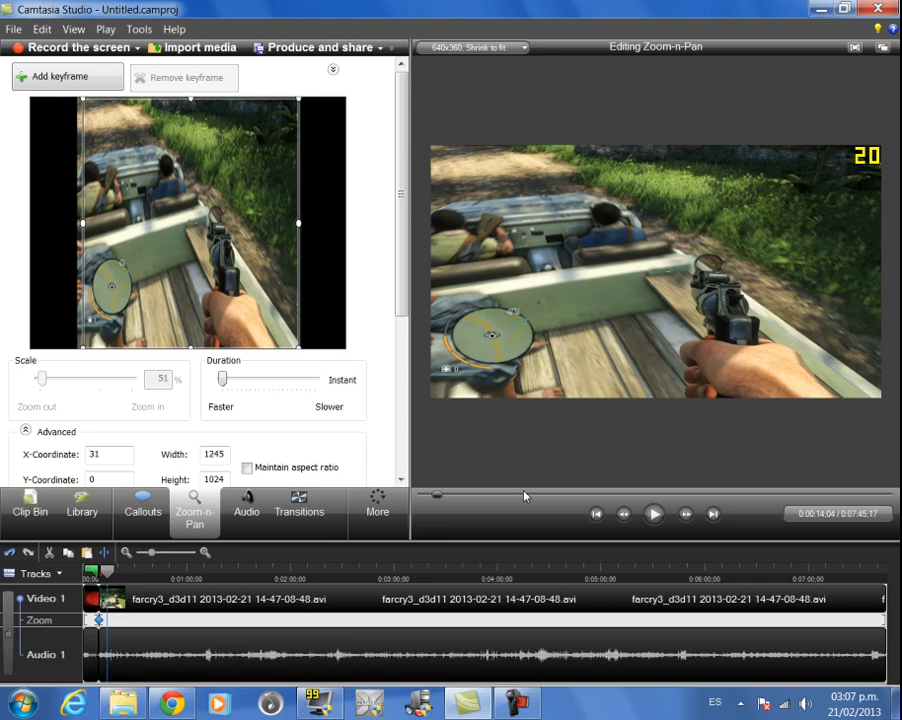 Camtasia Studio - Untitled.camproj
File Edit View Play Tools Help
Record the screen Import media Produce and share
640x360, Shrink to fit
Editing Zoom-n-Pan
Add keyframe
Remove keyframe
20
Scale
51 %
Zoom out Zoom in
Duration
Instant
Faster Slower
Advanced
X-Coordinate: 31 Width: 1245
Maintain aspect ratio
Y-Coordinate: 0 Height: 1024
Clip Bin Library Callouts Zoom-n-Pan Audio Transitions More
0:00:14;04 / 0:07:45.17
Tracks
00:00 0:01:00:00 0:02:00:00 0:03:00:00 0:04:00:00 0:05:00:00 0:06:00:00 0:07:00:00
Video 1 farcry3_d3d11 2013-02-21 14-47-08-48.avi farcry3_d3d11 2013-02-21 14-47-08-48.avi farcry3_d3d11 2013-02-21 14-47-08-48.avi f
Zoom
Audio 1
99
ES
03:07 p.m.
21/02/2013